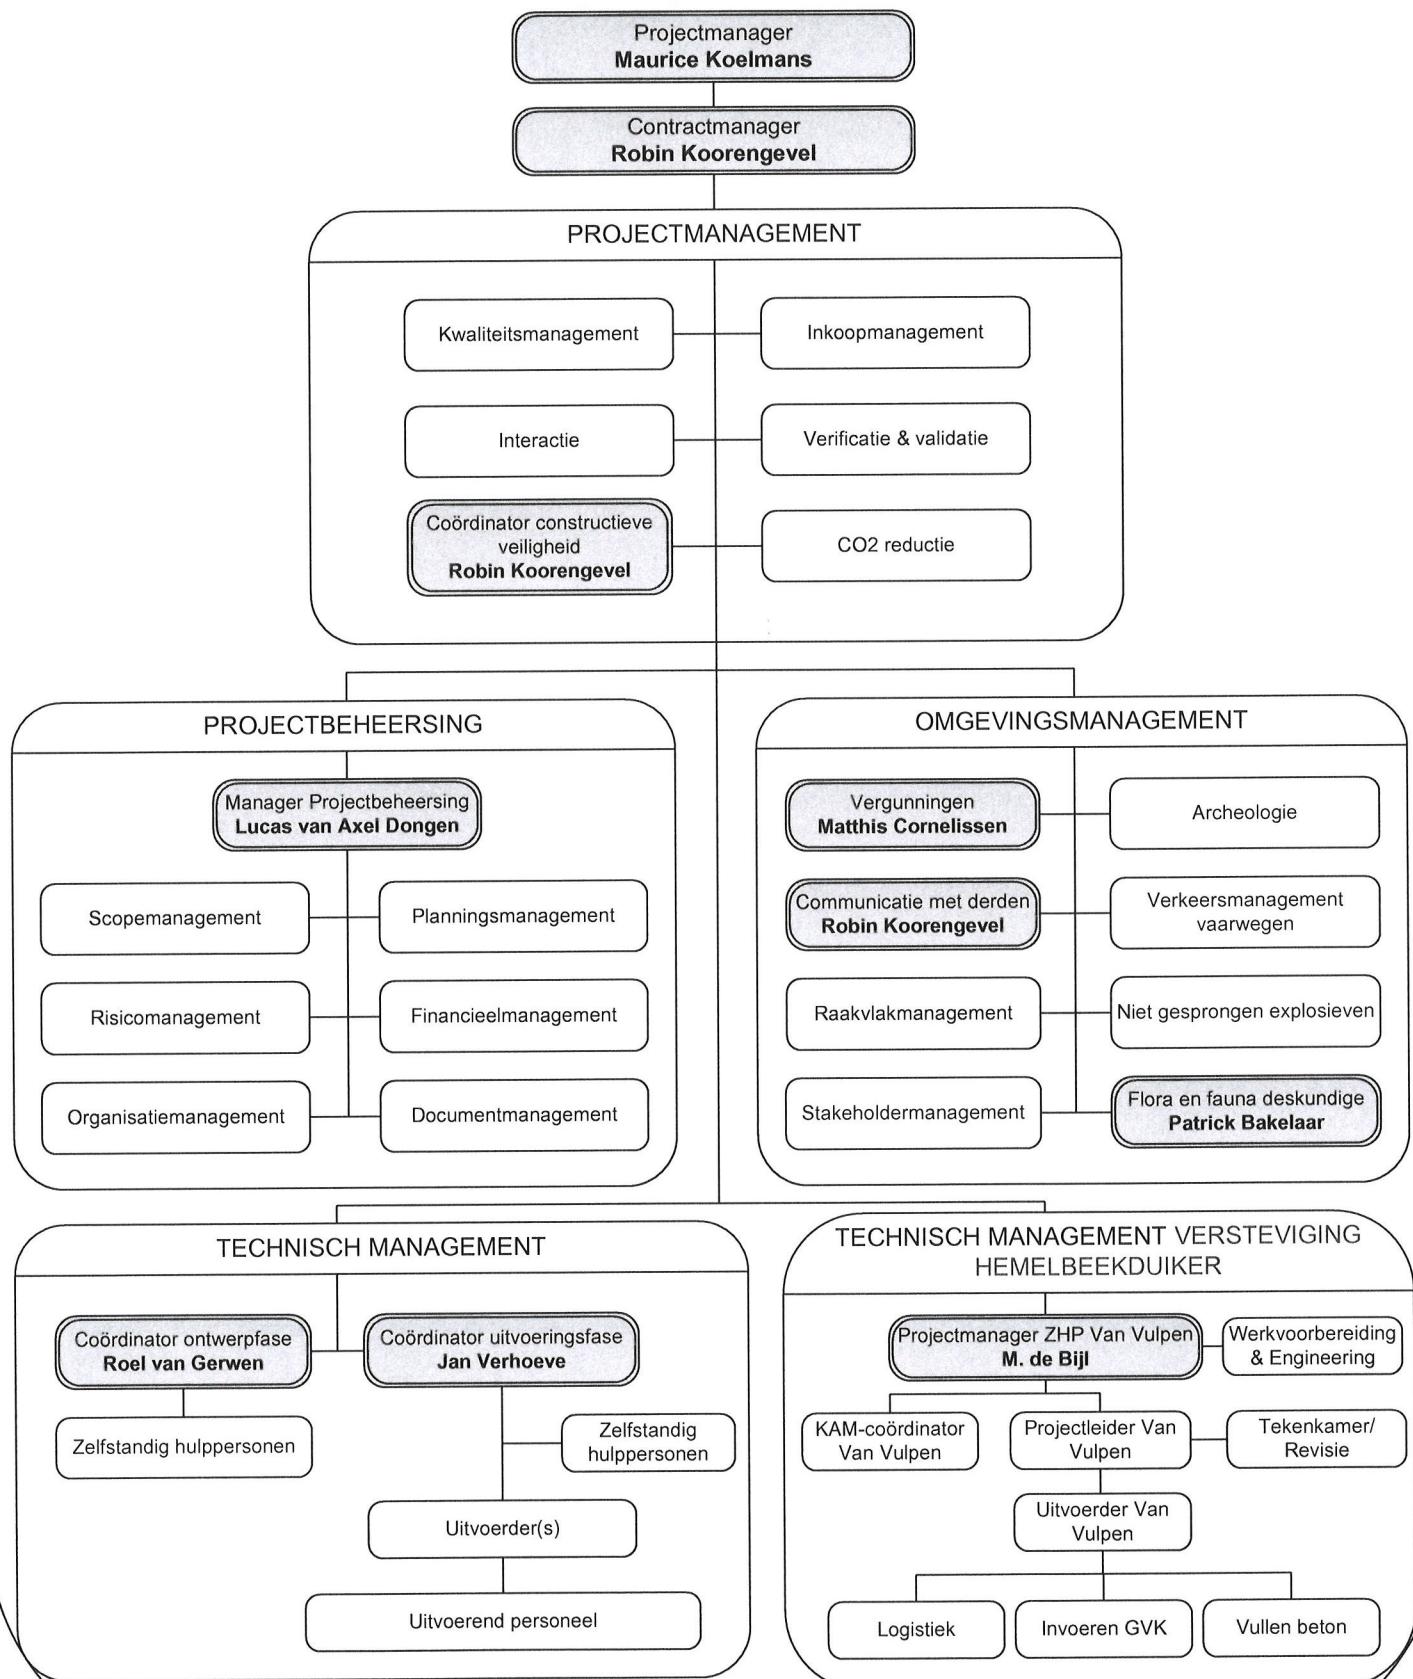 Projectmanager
Maurice Koelmans
Contractmanager
Robin Koorengevel
PROJECTMANAGEMENT
Kwaliteitsmanagement
Inkoopmanagement
Interactie
Verificatie & validatie
Coördinator constructieve
veiligheid
Robin Koorengevel
CO2 reductie
PROJECTBEHEERSING
Manager Projectbeheersing
Lucas van Axel Dongen
Scopemanagement
Planningsmanagement
Risicomanagement
Financieelmanagement
Organisatiemanagement
Documentmanagement
OMGEVINGSMANAGEMENT
Vergunningen
Matthis Cornelissen
Archeologie
Communicatie met derden
Robin Koorengevel
Verkeersmanagement
vaarwegen
Raakvlakmanagement
Niet gesprongen explosieven
Stakeholdermanagement
Flora en fauna deskundige
Patrick Bakelaar
TECHNISCH MANAGEMENT
Coördinator ontwerpfase
Roel van Gerwen
Coördinator uitvoeringsfase
Jan Verhoeve
Zelfstandig hulppersonen
Zelfstandig
hulppersonen
Uitvoerder(s)
Uitvoerend personeel
TECHNISCH MANAGEMENT VERSTEVIGING
HEMELBEEKDUIKER
Projectmanager ZHP Van Vulpen
M. de Bijl
Werkvoorbereiding
& Engineering
KAM-coördinator
Van Vulpen
Projectleider Van
Vulpen
Tekenkamer/
Revisie
Uitvoerder Van
Vulpen
Logistiek
Invoeren GVK
Vullen beton